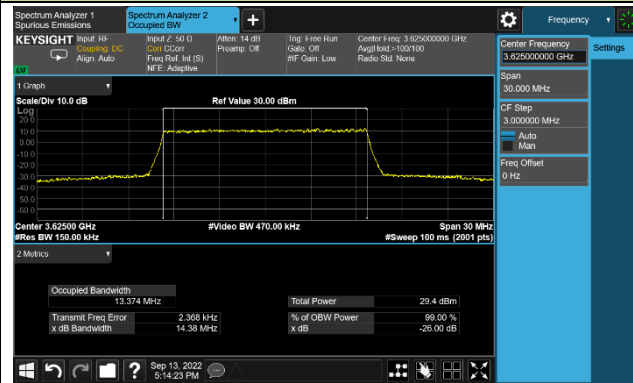 Spectrum Analyzer 1
Spurious Emissions
Spectrum Analyzer 2
Occupied BW
Frequency
KEYSIGHT
Input: RF
Coupling: DC
Align: Auto
Input Z: 50 Ω
Corr CCorr
Freq Ref: Int (S)
NFE: Adaptive
Atten: 14 dB
Preamp: Off
Trig: Free Run
Gate: Off
#IF Gain: Low
Center Freq: 3.625000000 GHz
Avg|Hold:>100/100
Radio Std: None
Center Frequency
3.625000000 GHz
Settings
Span
30.000 MHz
CF Step
3.000000 MHz
Auto
Man
Freq Offset
0 Hz
1 Graph
Scale/Div 10.0 dB
Ref Value 30.00 dBm
Log
20.0
10.0
0.00
-10.0
-20.0
-30.0
-40.0
-50.0
-60.0
Center 3.62500 GHz
#Video BW 470.00 kHz
Span 30 MHz
#Res BW 150.00 kHz
#Sweep 100 ms (2001 pts)
2 Metrics
Occupied Bandwidth
13.374 MHz
Total Power
29.4 dBm
Transmit Freq Error
2.368 kHz
% of OBW Power
99.00 %
x dB Bandwidth
14.38 MHz
x dB
-26.00 dB
Sep 13, 2022
5:14:23 PM